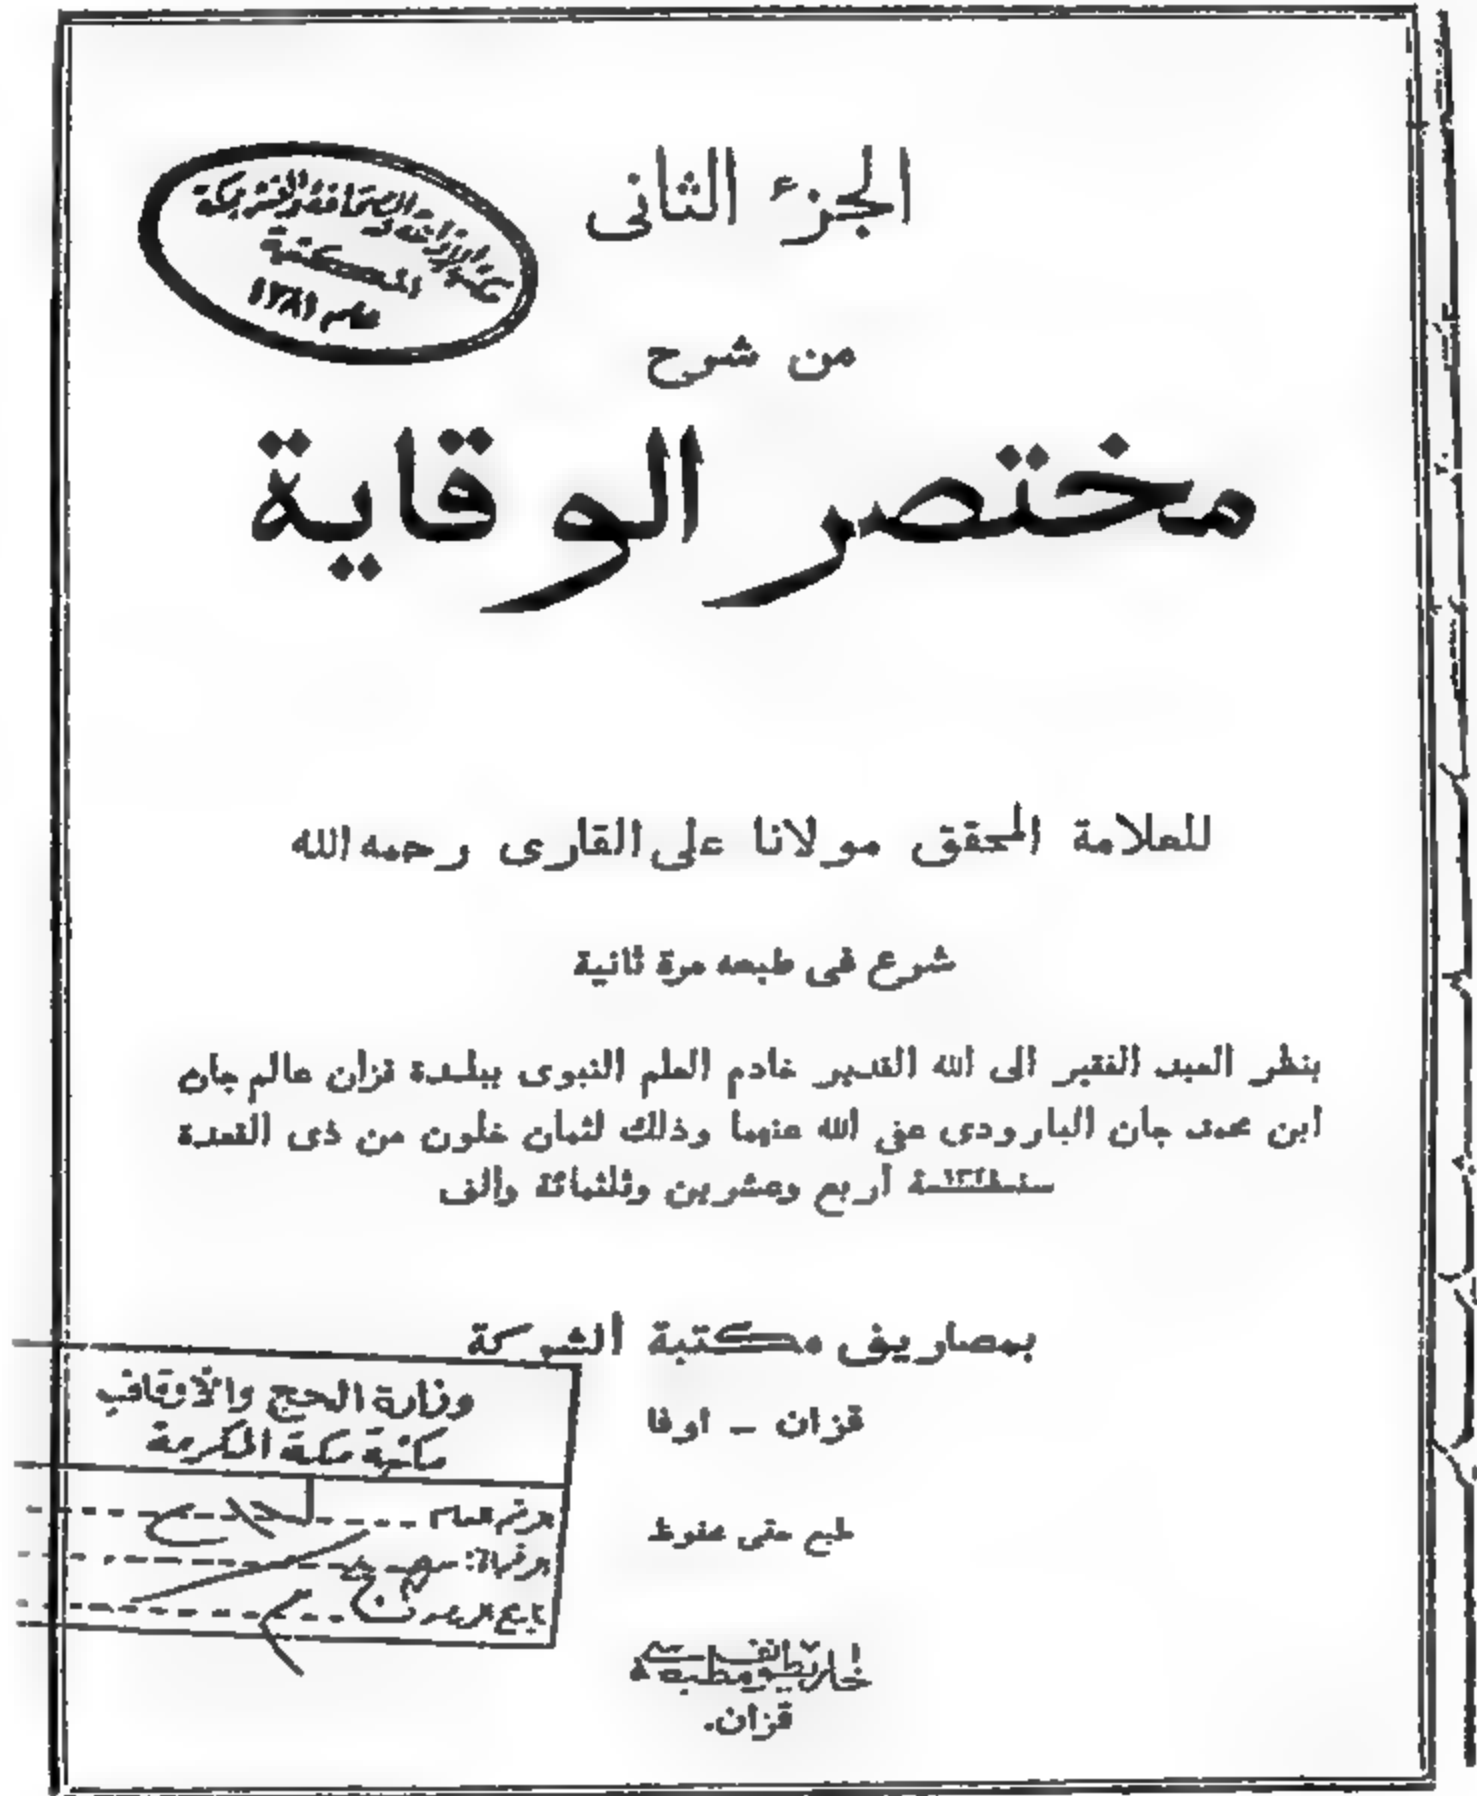 الجزء الثانى
من شرح
مختصر الوقاية
للعلامة المحقق مولانا على القارى رحمه الله
شرع فى طبعه مرة ثانية
بنظر العبد الفقير الى الله القدير خادم العلم النبوى ببلدة قزان عالم جان
ابن محمد جان البارودى عفى الله عنهما وذلك لثمان خلون من ذى القعدة
سنة ١٣٢٤ أربع وعشرين وثلثمائة والف
بمصاريف مكتبة الشركة
قزان – اوفا
طبع حقى محفوظ
قزان.
المكتبة
عام ١٣٨١
وزارة الحج والأوقاف
مكتبة مكة المكرمة